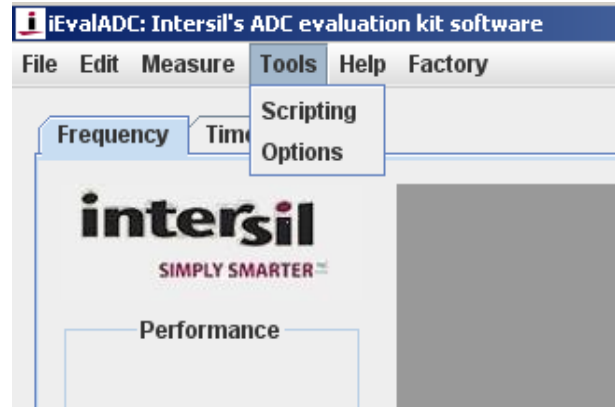 iEvalADC: Intersil's ADC evaluation kit software
File Edit Measure Tools Help Factory
Scripting
Options
Frequency Time
intersil
SIMPLY SMARTER
Performance